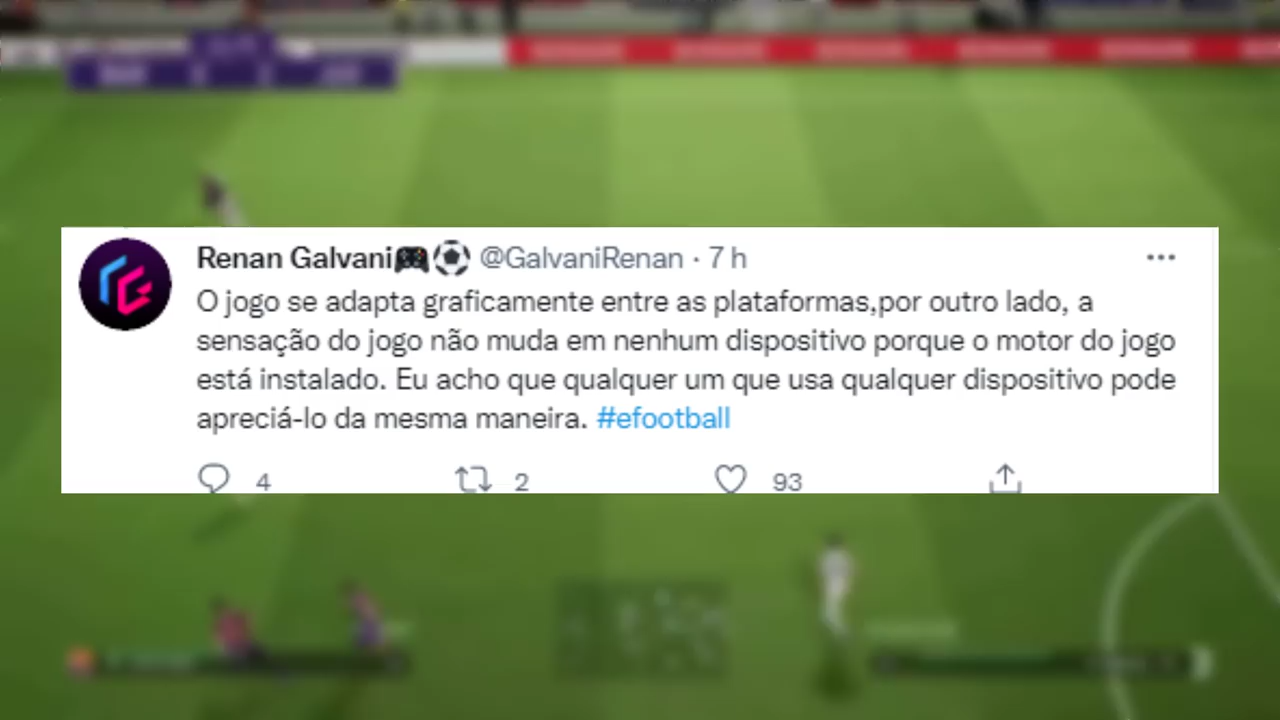 Renan Galvani🎮⚽ @GalvaniRenan · 7 h
O jogo se adapta graficamente entre as plataformas,por outro lado, a
sensação do jogo não muda em nenhum dispositivo porque o motor do jogo
está instalado. Eu acho que qualquer um que usa qualquer dispositivo pode
apreciá-lo da mesma maneira. #efootball
4 2 93